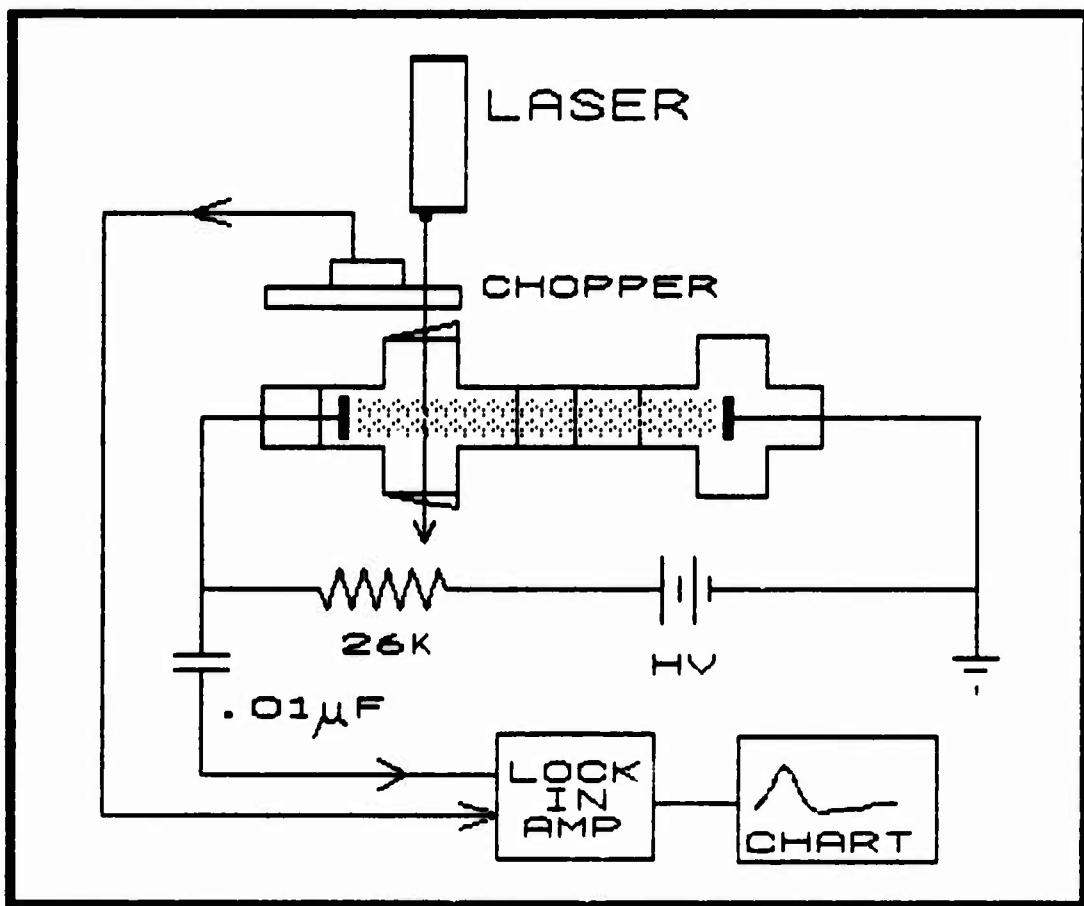 LASER
CHOPPER
26K
HV
.01μF
LOCK
IN
AMP
CHART